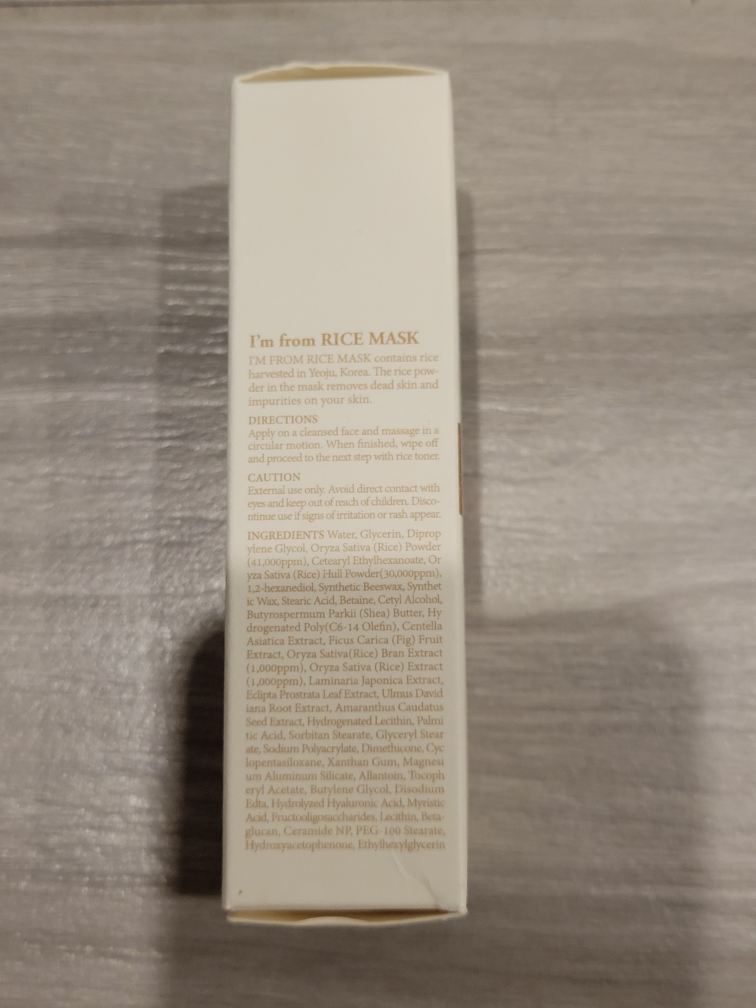 I'm from RICE MASK
I'M FROM RICE MASK contains rice
harvested in Yeoju, Korea. The rice pow-
der in the mask removes dead skin and
impurities on your skin.
DIRECTIONS
Apply on a cleansed face and massage in a
circular motion. When finished, wipe off
and proceed to the next step with rice toner.
CAUTION
External use only. Avoid direct contact with
eyes and keep out of reach of children. Disco-
ntinue use if signs of irritation or rash appear.
INGREDIENTS Water, Glycerin, Diprop
ylene Glycol, Oryza Sativa (Rice) Powder
(41,000ppm), Cetearyl Ethylhexanoate, Or
yza Sativa (Rice) Hull Powder(30,000ppm),
1,2-hexanediol, Synthetic Beeswax, Synthet
ic Wax, Stearic Acid, Betaine, Cetyl Alcohol,
Butyrospermum Parkii (Shea) Butter, Hy
drogenated Poly(C6-14 Olefin), Centella
Asiatica Extract, Ficus Carica (Fig) Fruit
Extract, Oryza Sativa(Rice) Bran Extract
(1,000ppm), Oryza Sativa (Rice) Extract
(1,000ppm), Laminaria Japonica Extract,
Eclipta Prostrata Leaf Extract, Ulmus David
iana Root Extract, Amaranthus Caudatus
Seed Extract, Hydrogenated Lecithin, Palmi
tic Acid, Sorbitan Stearate, Glyceryl Stear
ate, Sodium Polyacrylate, Dimethicone, Cyc
lopentasiloxane, Xanthan Gum, Magnesi
um Aluminum Silicate, Allantoin, Tocoph
eryl Acetate, Butylene Glycol, Disodium
Edta, Hydrolyzed Hyaluronic Acid, Myristic
Acid, Fructooligosaccharides, Lecithin, Beta-
glucan, Ceramide NP, PEG-100 Stearate,
Hydroxyacetophenone, Ethylhexylglycerin